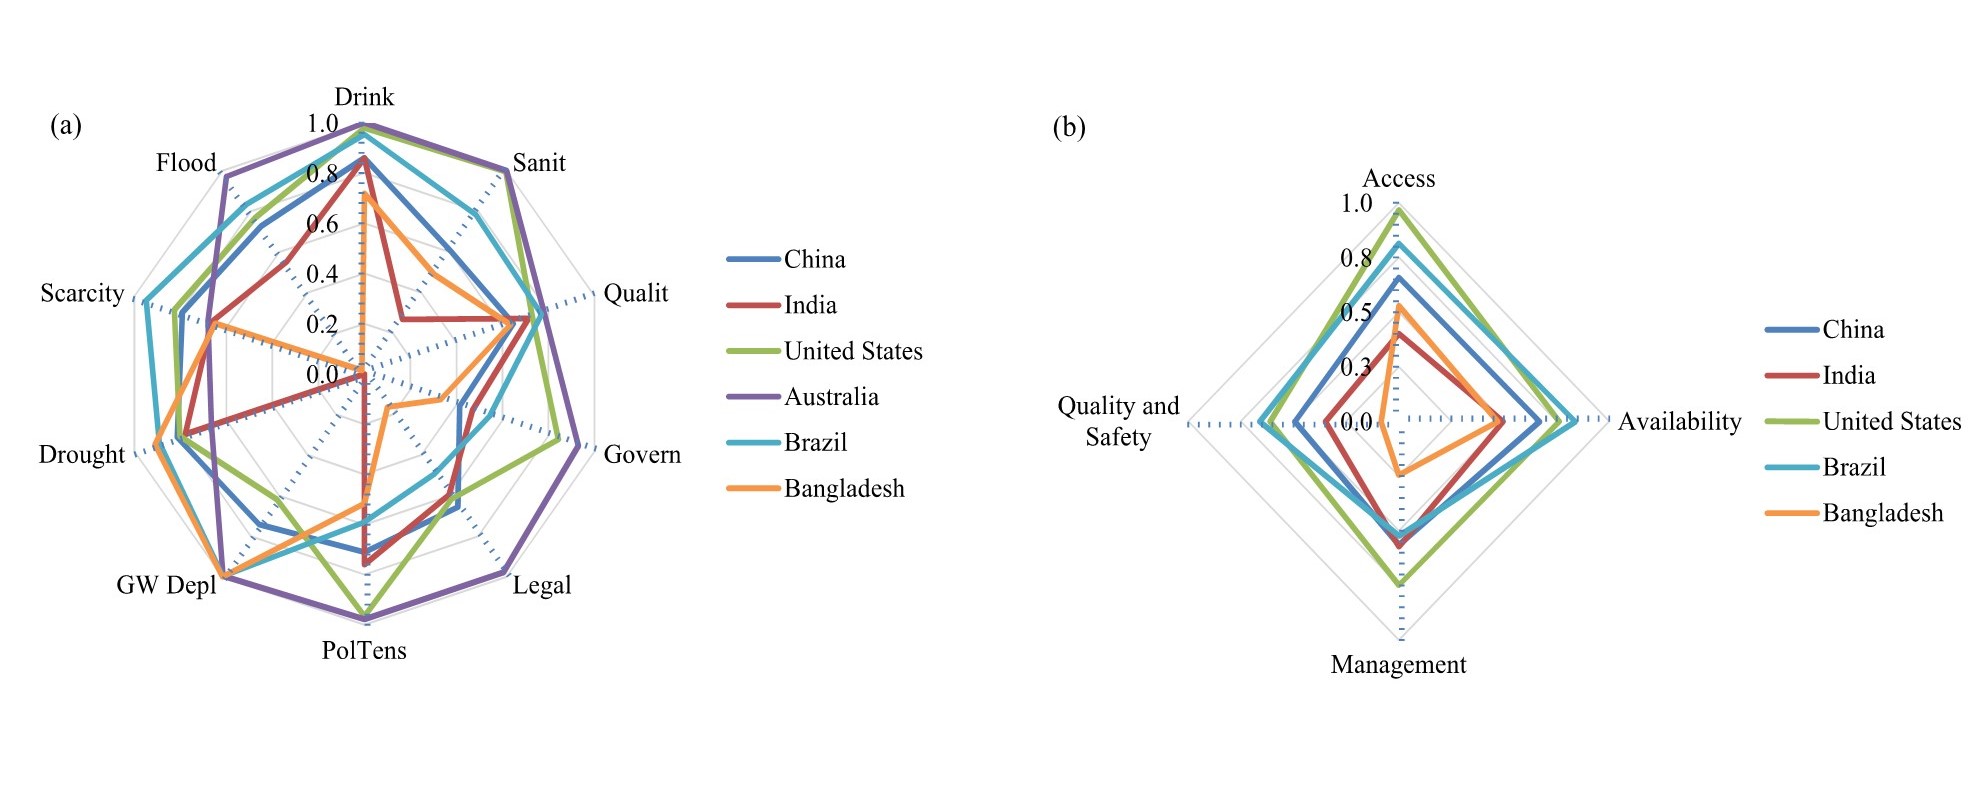 (a)
Drink
1.0
0.8
0.6
0.4
0.2
0.0
Sanit
Qualit
Govern
Legal
PolTens
GW Depl
Drought
Scarcity
Flood
China
India
United States
Australia
Brazil
Bangladesh
(b)
Access
1.0
0.8
0.5
0.3
0.0
Availability
Management
Quality and
Safety
China
India
United States
Brazil
Bangladesh